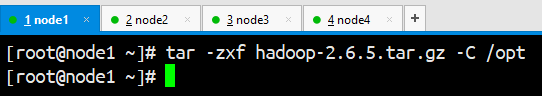 1 node1 × 2 node2 × 3 node3 × 4 node4 × +
[root@node1 ~]# tar -zxf hadoop-2.6.5.tar.gz -C /opt
[root@node1 ~]#